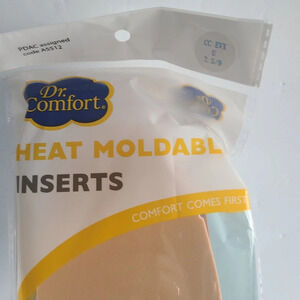 PDAC assigned
code A5512
Dr.
Comfort
HEAT MOLDABL
INSERTS
COMFORT COMES FIRST